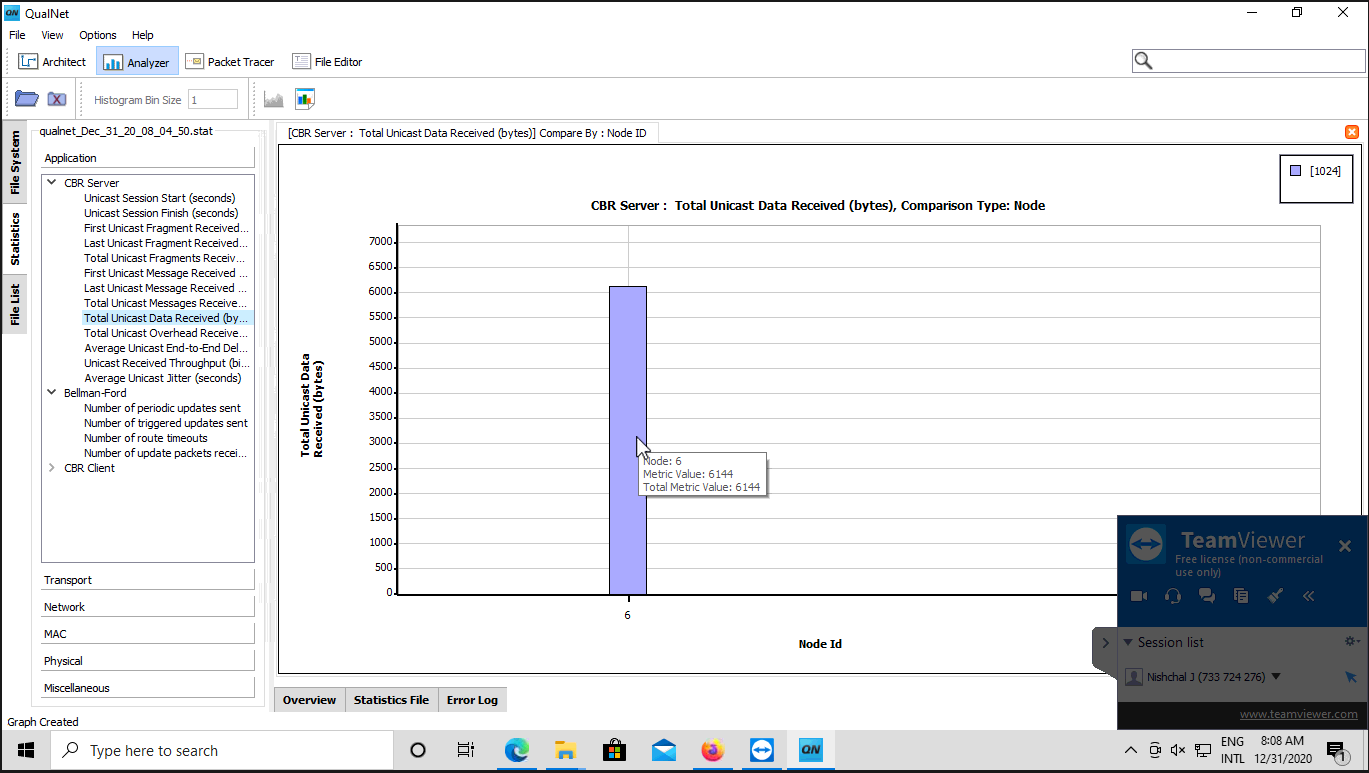 QN QualNet
File View Options Help
Architect Analyzer Packet Tracer File Editor
Histogram Bin Size 1
File System
Statistics
File List
qualnet_Dec_31_20_08_04_50.stat
Application
CBR Server
Unicast Session Start (seconds)
Unicast Session Finish (seconds)
First Unicast Fragment Received...
Last Unicast Fragment Received...
Total Unicast Fragments Receiv...
First Unicast Message Received ...
Last Unicast Message Received ...
Total Unicast Messages Receive...
Total Unicast Data Received (by...
Total Unicast Overhead Receive...
Average Unicast End-to-End Del...
Unicast Received Throughput (bi...
Average Unicast Jitter (seconds)
Bellman-Ford
Number of periodic updates sent
Number of triggered updates sent
Number of route timeouts
Number of update packets recei...
CBR Client
Transport
Network
MAC
Physical
Miscellaneous
Graph Created
[CBR Server : Total Unicast Data Received (bytes)] Compare By : Node ID
[1024]
CBR Server : Total Unicast Data Received (bytes), Comparison Type: Node
Total Unicast Data
Received (bytes)
7000
6500
6000
5500
5000
4500
4000
3500
3000
2500
2000
1500
1000
500
0
Node: 6
Metric Value: 6144
Total Metric Value: 6144
6
Node Id
Overview Statistics File Error Log
TeamViewer
Free license (non-commercial
use only)
Session list
Nishchal J (733 724 276)
www.teamviewer.com
Type here to search
QN
ENG
INTL
8:08 AM
12/31/2020
1